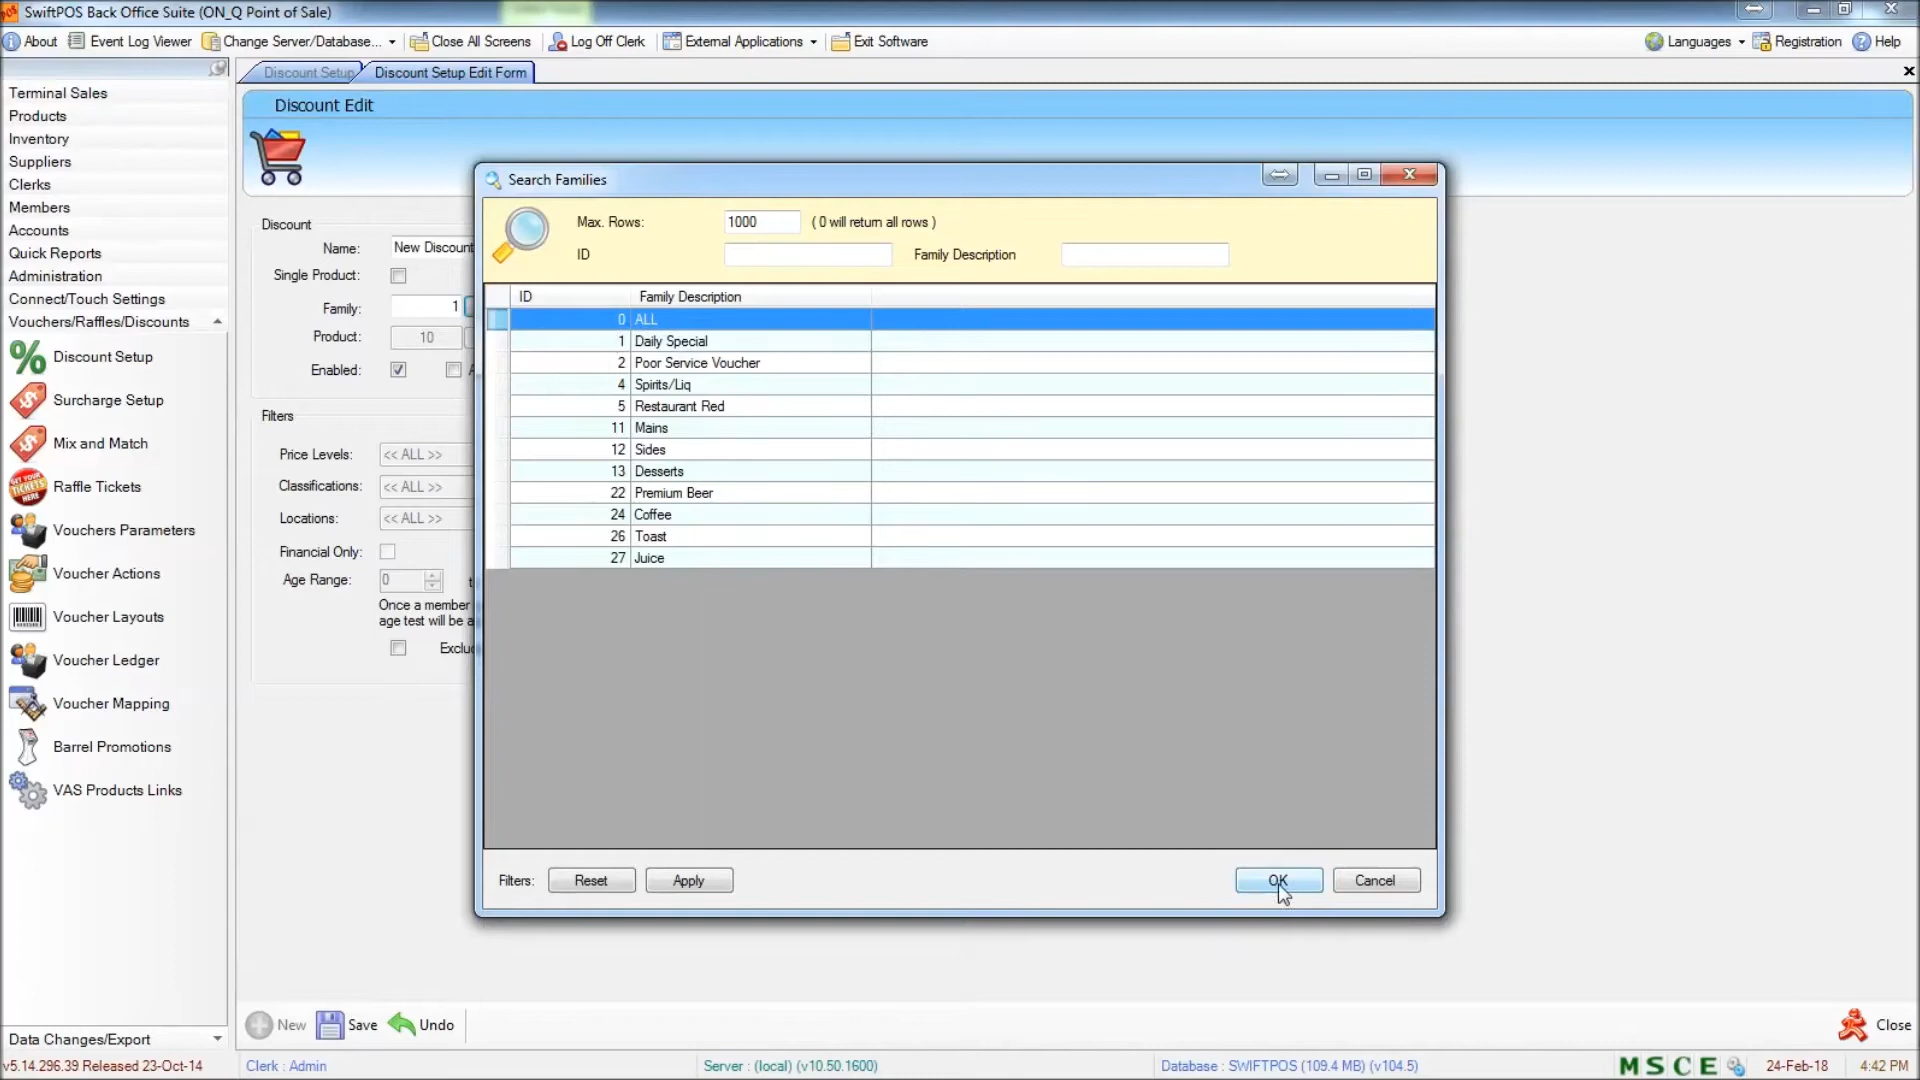 SwiftPOS Back Office Suite (ON_Q Point of Sale)
About Event Log Viewer Change Server/Database... Close All Screens Log Off Clerk External Applications Exit Software Languages Registration Help
Discount Setup Discount Setup Edit Form
Terminal Sales
Products
Inventory
Suppliers
Clerks
Members
Accounts
Quick Reports
Administration
Connect/Touch Settings
Vouchers/Raffles/Discounts
Discount Setup
Surcharge Setup
Mix and Match
Raffle Tickets
Vouchers Parameters
Voucher Actions
Voucher Layouts
Voucher Ledger
Voucher Mapping
Barrel Promotions
VAS Products Links
Data Changes/Export
Discount Edit
Discount
Name: New Discount
Single Product:
Family: 1
Product: 10
Enabled:
Filters
Price Levels: << ALL >>
Classifications: << ALL >>
Locations: << ALL >>
Financial Only:
Age Range: 0
Once a member
age test will be a
Exclu
Search Families
Max. Rows: 1000 ( 0 will return all rows )
ID Family Description
ID Family Description
0 ALL
1 Daily Special
2 Poor Service Voucher
4 Spirits/Liq
5 Restaurant Red
11 Mains
12 Sides
13 Desserts
22 Premium Beer
24 Coffee
26 Toast
27 Juice
Filters: Reset Apply OK Cancel
New Save Undo Close
v5.14.296.39 Released 23-Oct-14 Clerk : Admin Server : (local) (v10.50.1600) Database : SWIFTPOS (109.4 MB) (v104.5) M S C E 24-Feb-18 4:42 PM